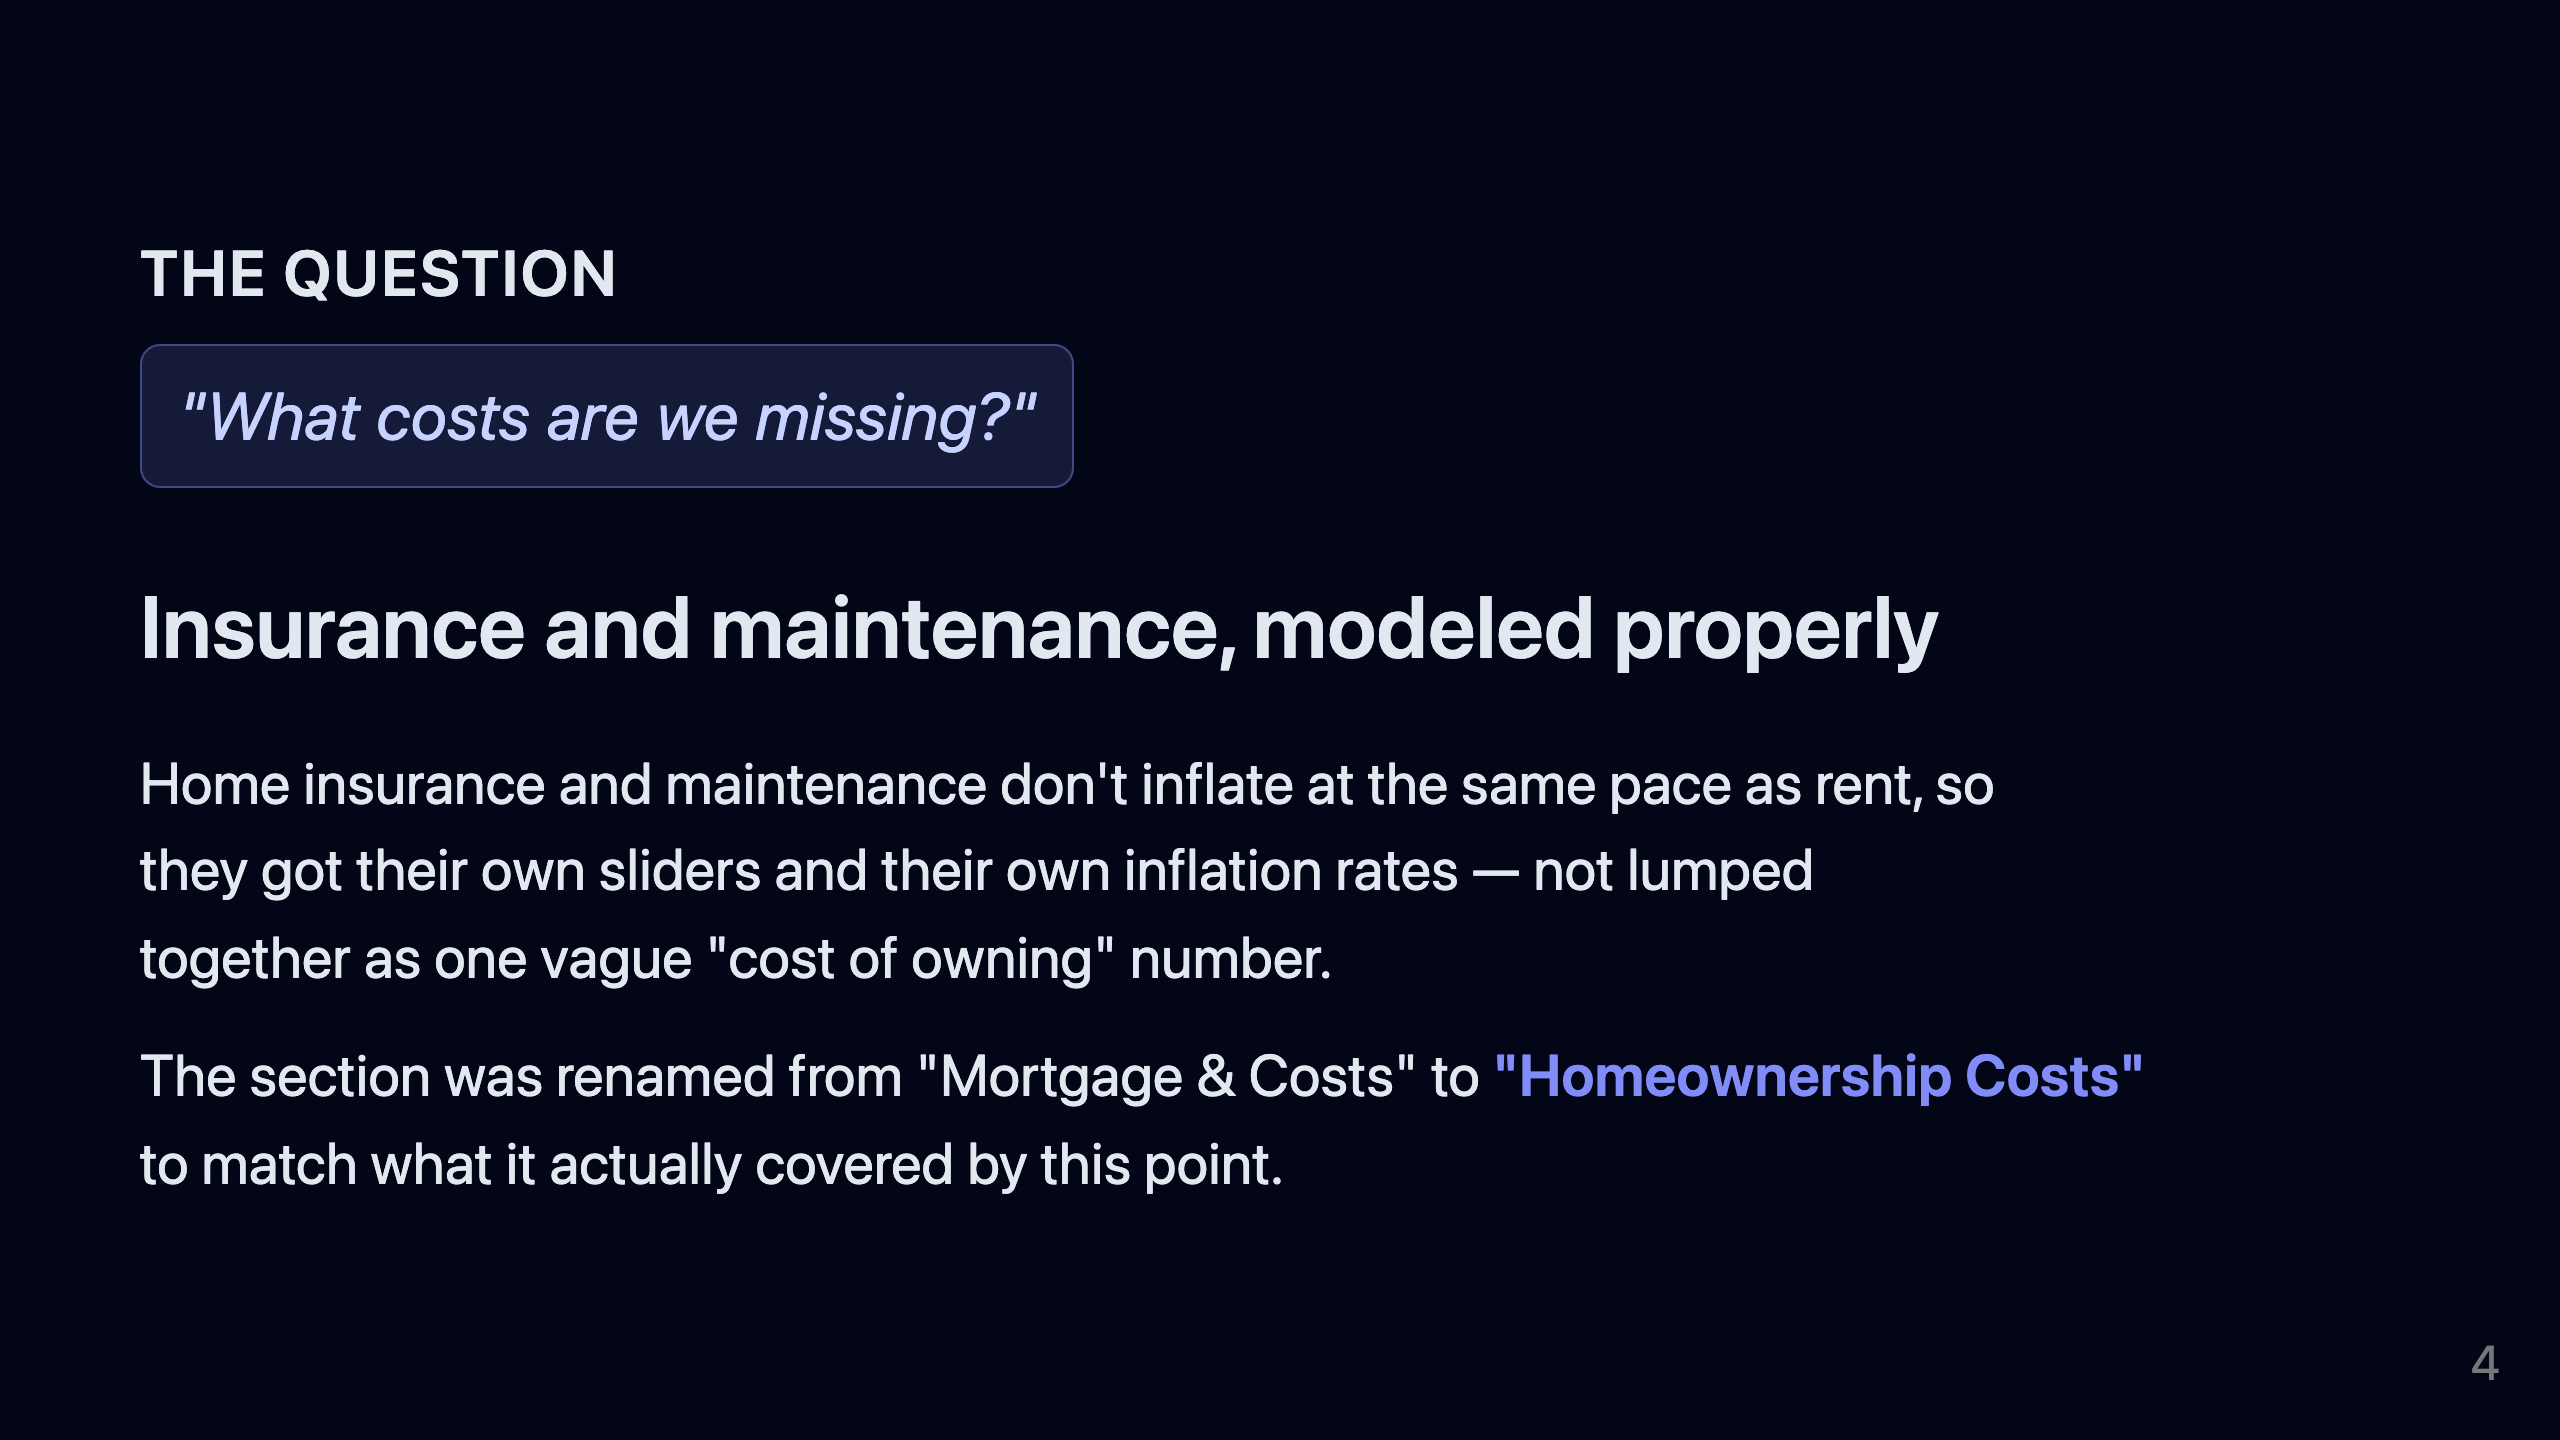 THE QUESTION
"What costs are we missing?"
Insurance and maintenance, modeled properly
Home insurance and maintenance don't inflate at the same pace as rent, so
they got their own sliders and their own inflation rates — not lumped
together as one vague "cost of owning" number.
The section was renamed from "Mortgage & Costs" to "Homeownership Costs"
to match what it actually covered by this point.
4